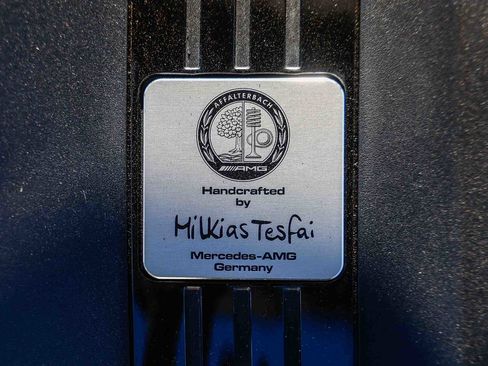 AFFALTERBACH
AMG
Handcrafted
by
Milkias Tesfai
Mercedes-AMG
Germany